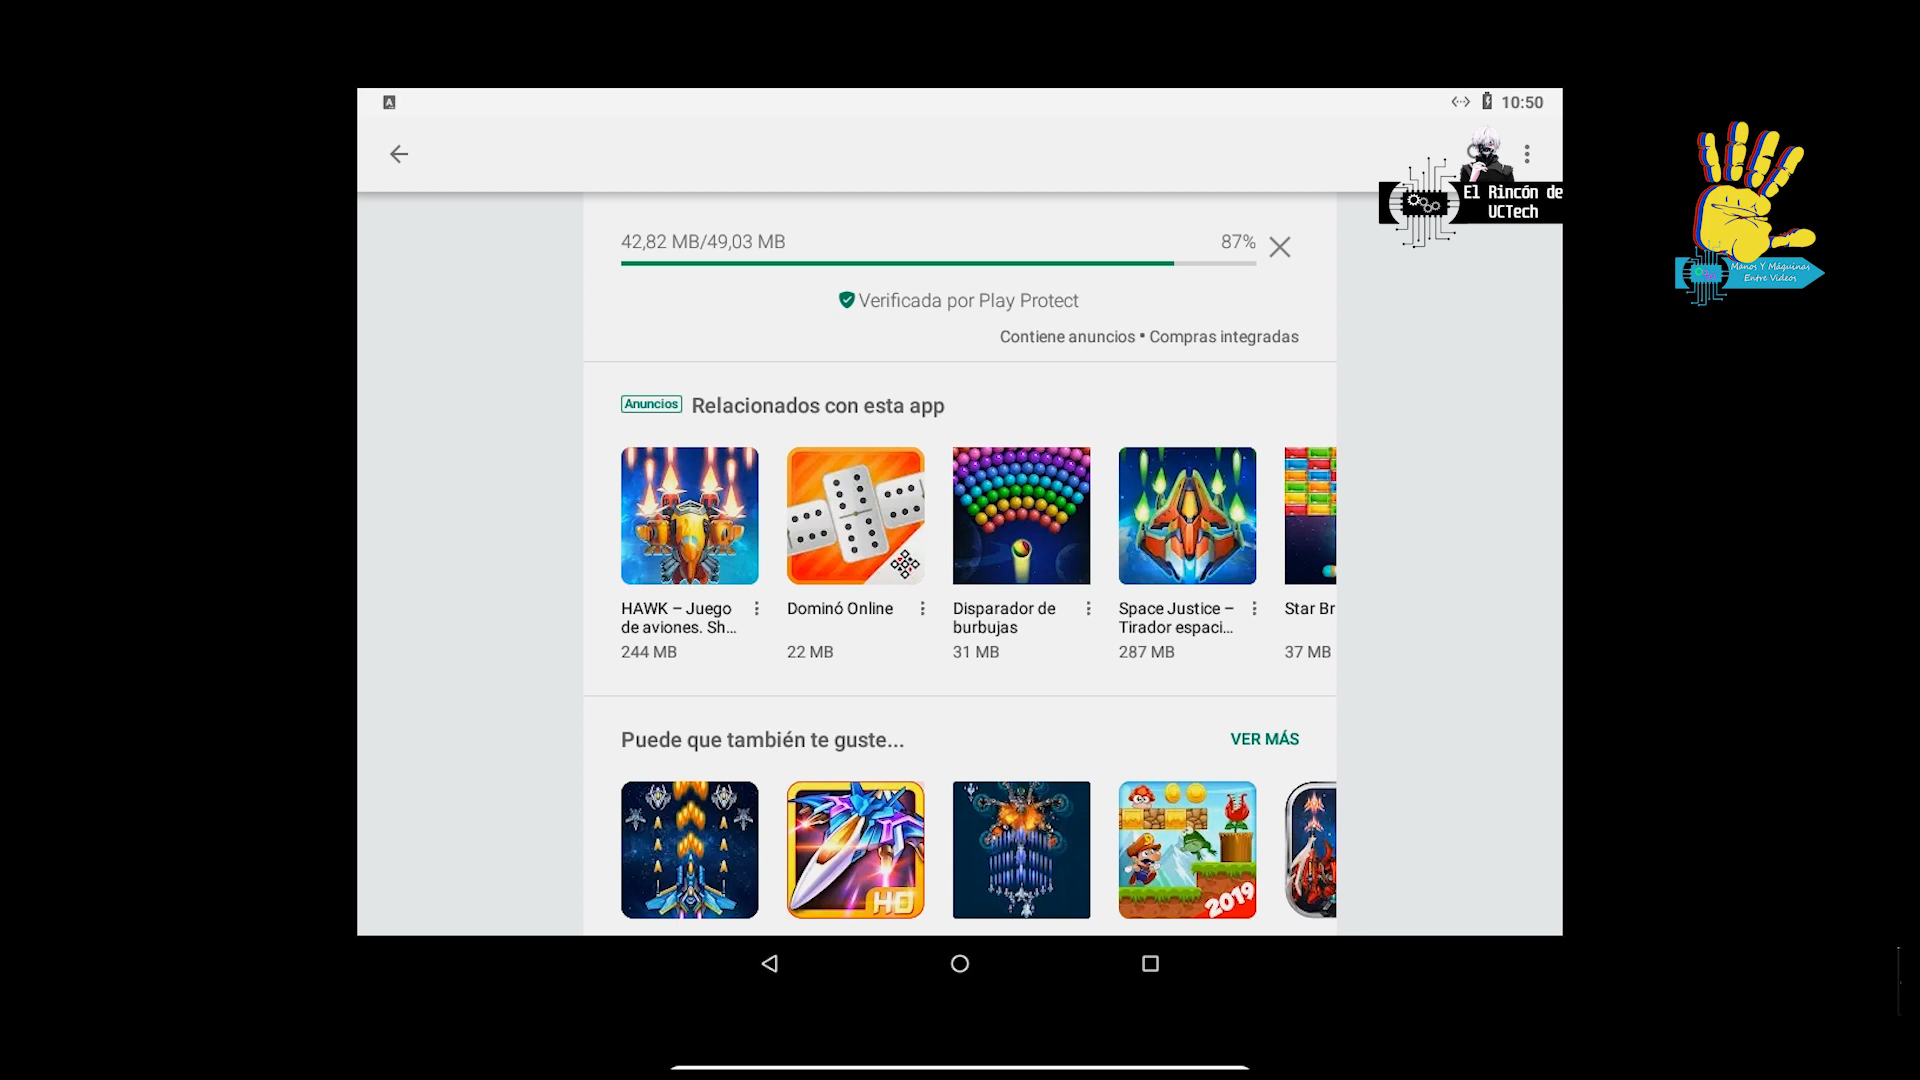 10:50
El Rincón de
UCTech
Manos Y Máquinas
Entre Videos
42,82 MB/49,03 MB
87%
Verificada por Play Protect
Contiene anuncios • Compras integradas
Anuncios Relacionados con esta app
HAWK – Juego
de aviones. Sh...
244 MB
Dominó Online
22 MB
Disparador de
burbujas
31 MB
Space Justice –
Tirador espaci...
287 MB
Star Br
37 MB
Puede que también te guste...
VER MÁS
HD
2019